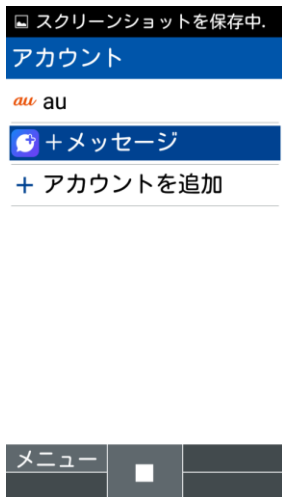 スクリーンショットを保存中.
アカウント
au au
＋メッセージ
＋ アカウントを追加
メニュー